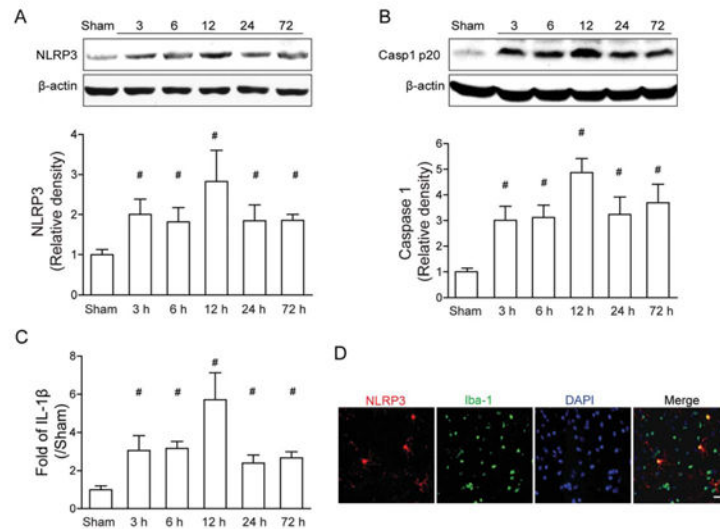 A
Sham 3 6 12 24 72
NLRP3
β-actin
NLRP3
(Relative density)
4
3
2
1
0
# # # # #
Sham 3 h 6 h 12 h 24 h 72 h
B
Sham 3 6 12 24 72
Casp1 p20
β-actin
Caspase 1
(Relative density)
6
5
4
3
2
1
0
# # # # #
Sham 3 h 6 h 12 h 24 h 72 h
C
Fold of IL-1β
(/Sham)
8
6
4
2
0
# # # # #
Sham 3 h 6 h 12 h 24 h 72 h
D
NLRP3 Iba-1 DAPI Merge